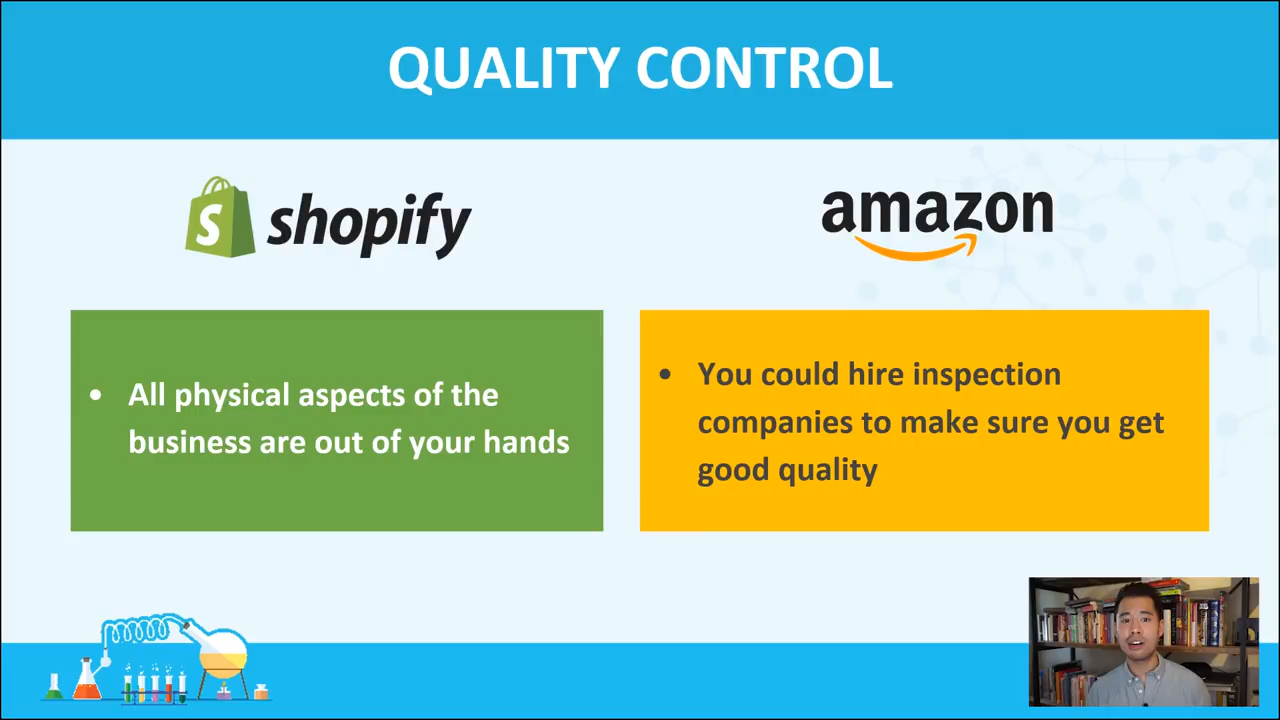 QUALITY CONTROL
S shopify
amazon
• All physical aspects of the
business are out of your hands
• You could hire inspection
companies to make sure you get
good quality